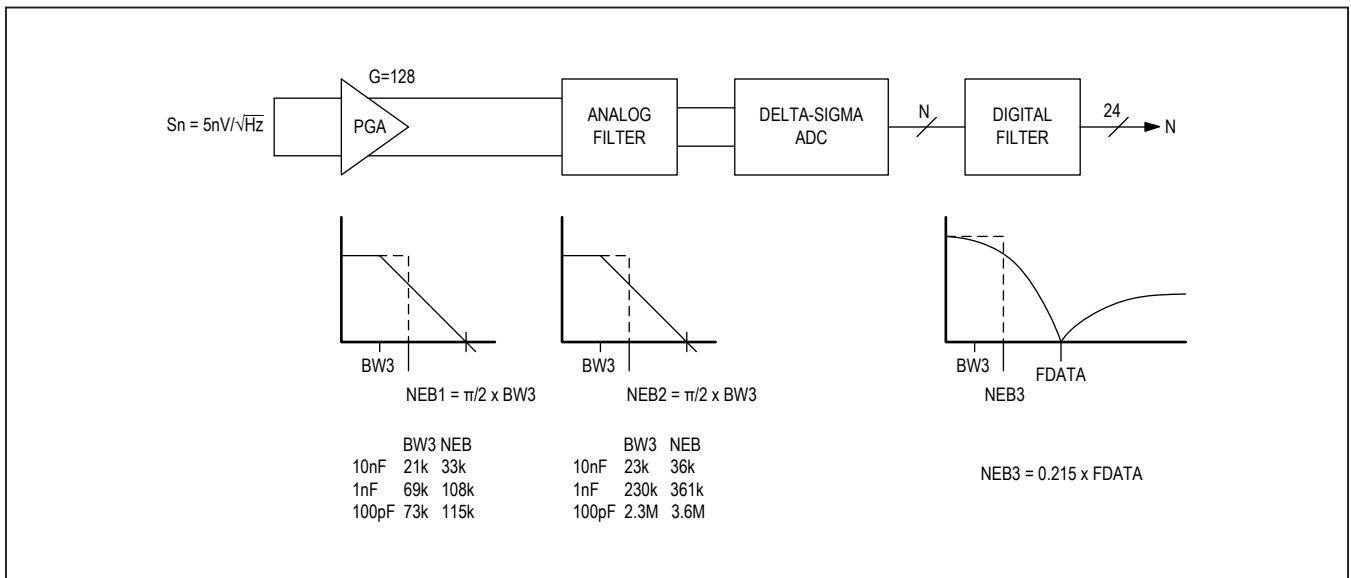 G=128
Sn = 5nV/√Hz
PGA
ANALOG
FILTER
DELTA-SIGMA
ADC
N
DIGITAL
FILTER
24
N
BW3
NEB1 = π/2 x BW3
BW3 NEB
10nF 21k 33k
1nF 69k 108k
100pF 73k 115k
BW3
NEB2 = π/2 x BW3
BW3 NEB
10nF 23k 36k
1nF 230k 361k
100pF 2.3M 3.6M
BW3
NEB3
FDATA
NEB3 = 0.215 x FDATA